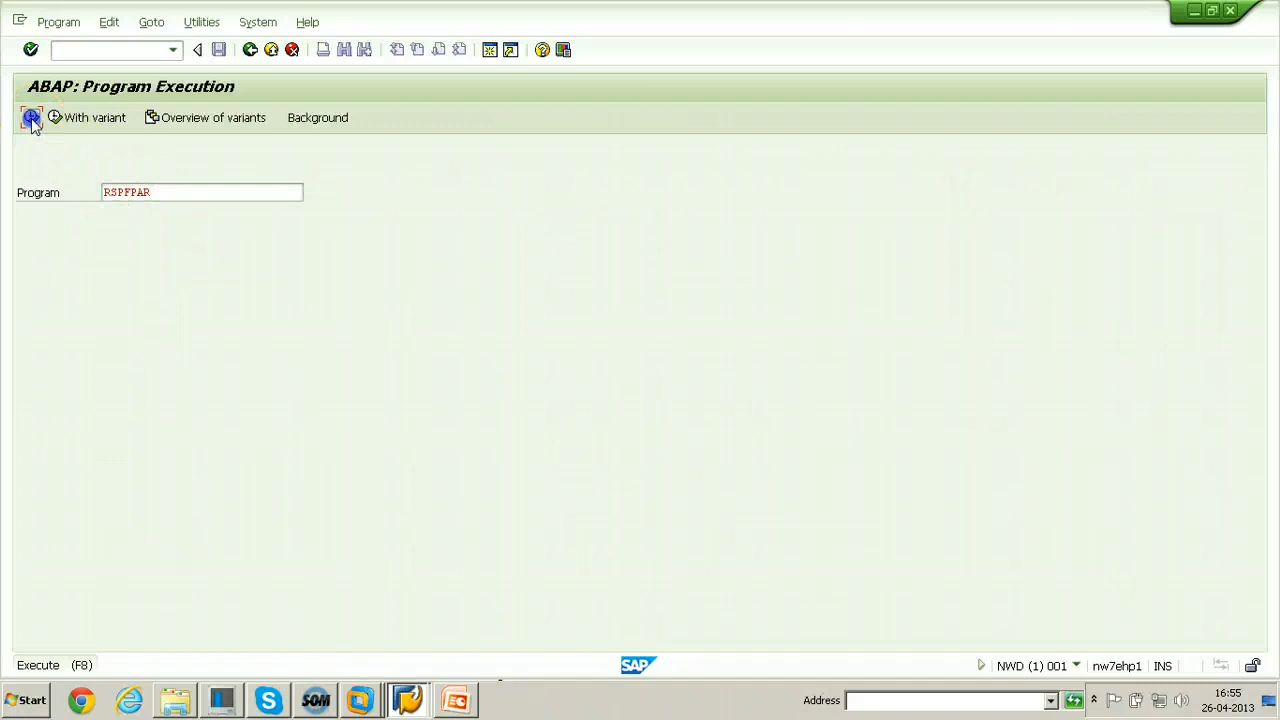 Program Edit Goto Utilities System Help
ABAP: Program Execution
With variant Overview of variants Background
Program RSPFPAR
Execute (F8)
SAP
NWD (1) 001 nw7ehp1 INS
Start
SOM
Address
16:55
26-04-2013